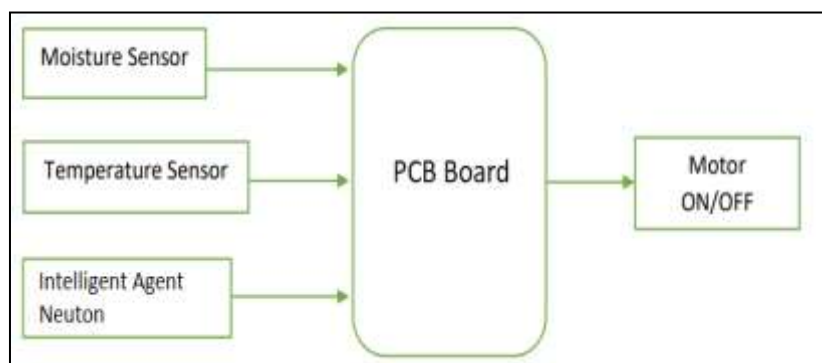 Moisture Sensor
Temperature Sensor
Intelligent Agent
Neuton
PCB Board
Motor
ON/OFF